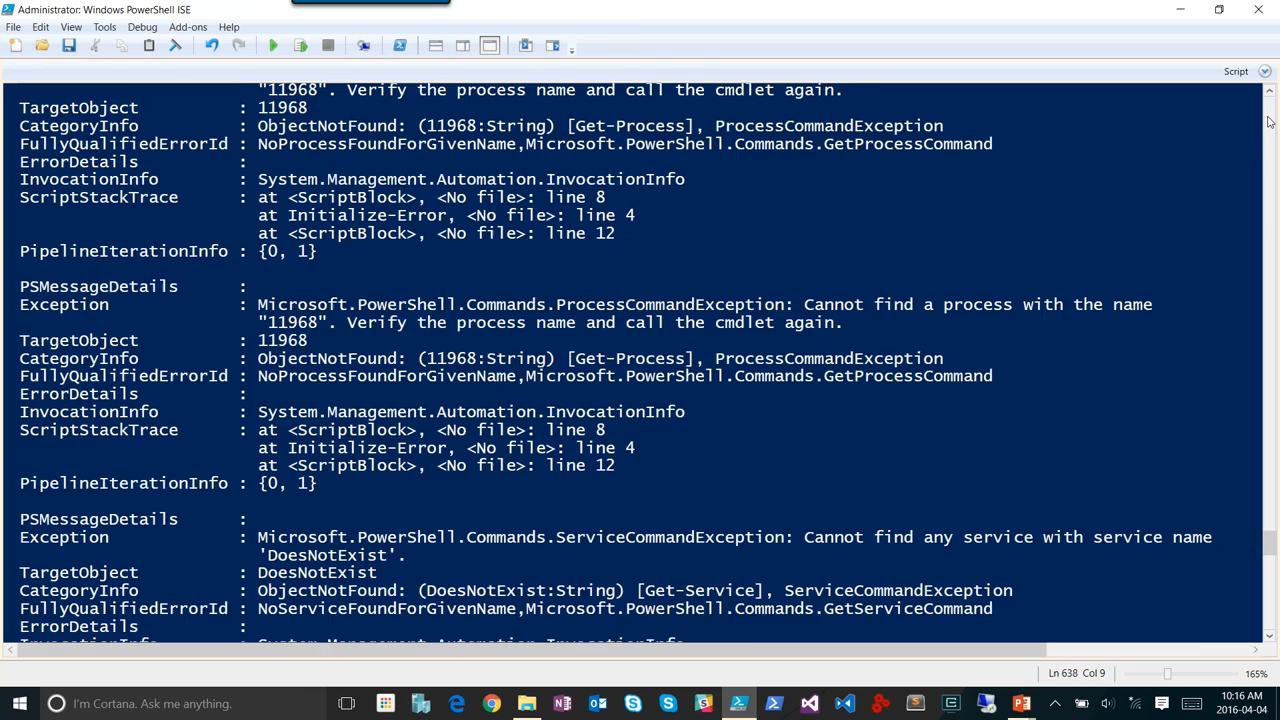 Administrator: Windows PowerShell ISE
File Edit View Tools Debug Add-ons Help
Script
"11968". Verify the process name and call the cmdlet again.
TargetObject : 11968
CategoryInfo : ObjectNotFound: (11968:String) [Get-Process], ProcessCommandException
FullyQualifiedErrorId : NoProcessFoundForGivenName,Microsoft.PowerShell.Commands.GetProcessCommand
ErrorDetails :
InvocationInfo : System.Management.Automation.InvocationInfo
ScriptStackTrace : at <ScriptBlock>, <No file>: line 8
at Initialize-Error, <No file>: line 4
at <ScriptBlock>, <No file>: line 12
PipelineIterationInfo : {0, 1}
PSMessageDetails :
Exception : Microsoft.PowerShell.Commands.ProcessCommandException: Cannot find a process with the name
"11968". Verify the process name and call the cmdlet again.
TargetObject : 11968
CategoryInfo : ObjectNotFound: (11968:String) [Get-Process], ProcessCommandException
FullyQualifiedErrorId : NoProcessFoundForGivenName,Microsoft.PowerShell.Commands.GetProcessCommand
ErrorDetails :
InvocationInfo : System.Management.Automation.InvocationInfo
ScriptStackTrace : at <ScriptBlock>, <No file>: line 8
at Initialize-Error, <No file>: line 4
at <ScriptBlock>, <No file>: line 12
PipelineIterationInfo : {0, 1}
PSMessageDetails :
Exception : Microsoft.PowerShell.Commands.ServiceCommandException: Cannot find any service with service name
'DoesNotExist'.
TargetObject : DoesNotExist
CategoryInfo : ObjectNotFound: (DoesNotExist:String) [Get-Service], ServiceCommandException
FullyQualifiedErrorId : NoServiceFoundForGivenName,Microsoft.PowerShell.Commands.GetServiceCommand
ErrorDetails :
InvocationInfo : System.Management.Automation.InvocationInfo
Ln 638 Col 9 165%
I'm Cortana. Ask me anything.
10:16 AM
2016-04-04